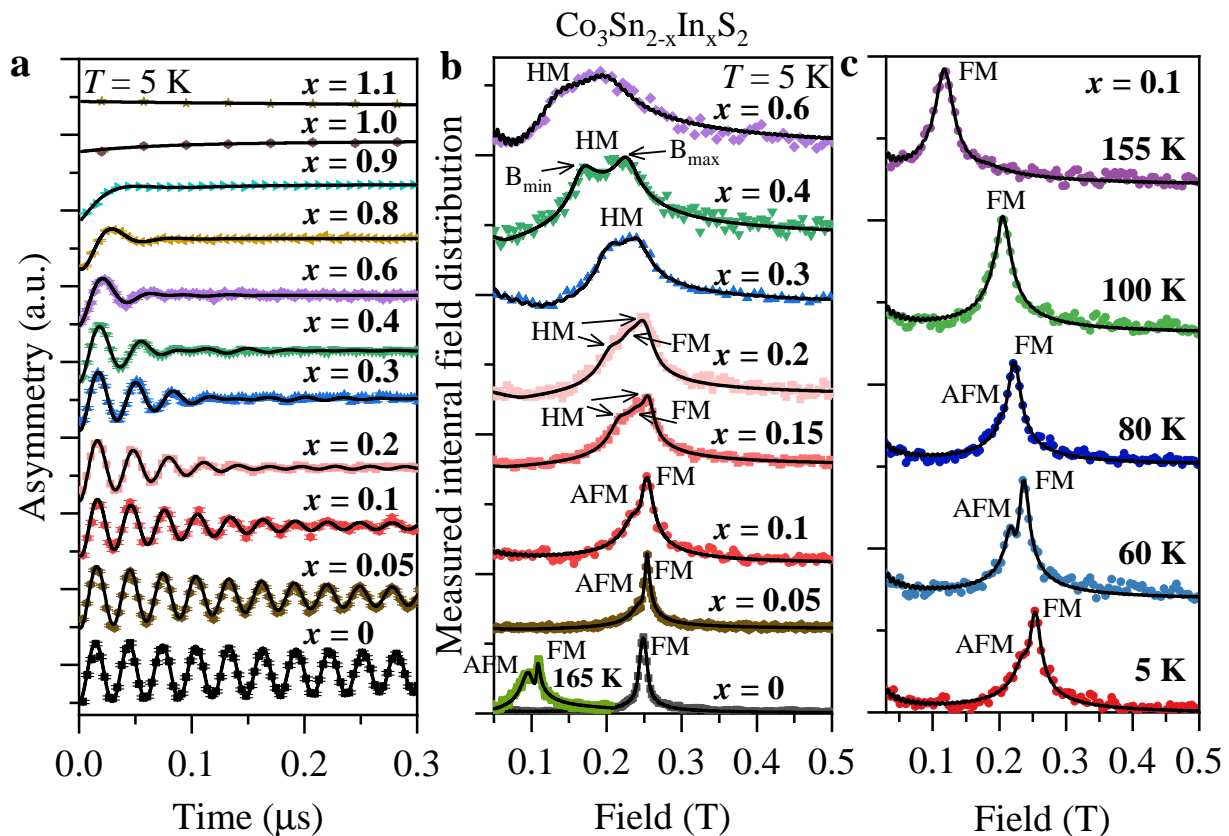 Co₃Sn₂₋ₓInₓS₂
a
T = 5 K
x = 1.1
x = 1.0
x = 0.9
x = 0.8
x = 0.6
x = 0.4
x = 0.3
x = 0.2
x = 0.1
x = 0.05
x = 0
Asymmetry (a.u.)
0.0 0.1 0.2 0.3
Time (μs)
b
HM
T = 5 K
x = 0.6
HM
Bmax
Bmin
x = 0.4
HM
x = 0.3
HM
FM
x = 0.2
HM
FM
x = 0.15
FM
AFM
x = 0.1
AFM
FM
x = 0.05
FM
FM
AFM
165 K
x = 0
Measured intenral field distribution
0.1 0.2 0.3 0.4 0.5
Field (T)
c
FM
x = 0.1
155 K
FM
100 K
FM
AFM
80 K
FM
AFM
60 K
FM
AFM
5 K
0.1 0.2 0.3 0.4 0.5
Field (T)